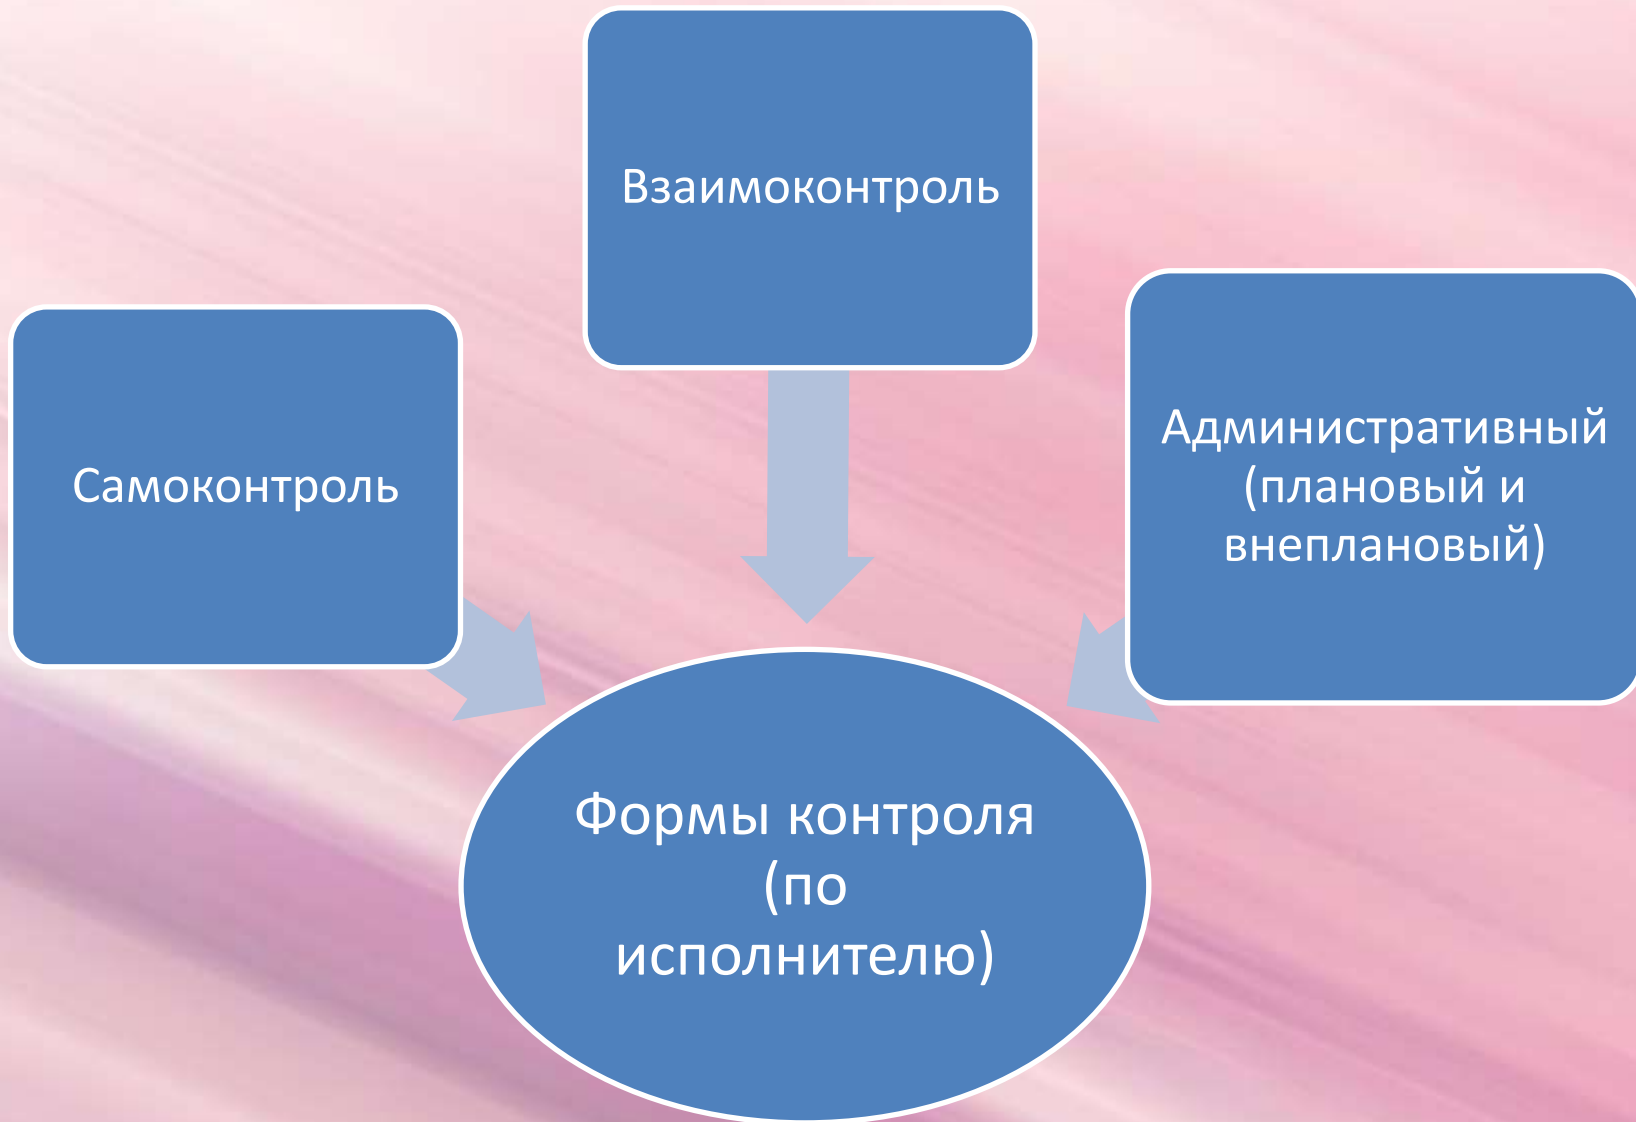 Взаимоконтроль
Самоконтроль
Административный
(плановый и
внеплановый)
Формы контроля
(по
исполнителю)